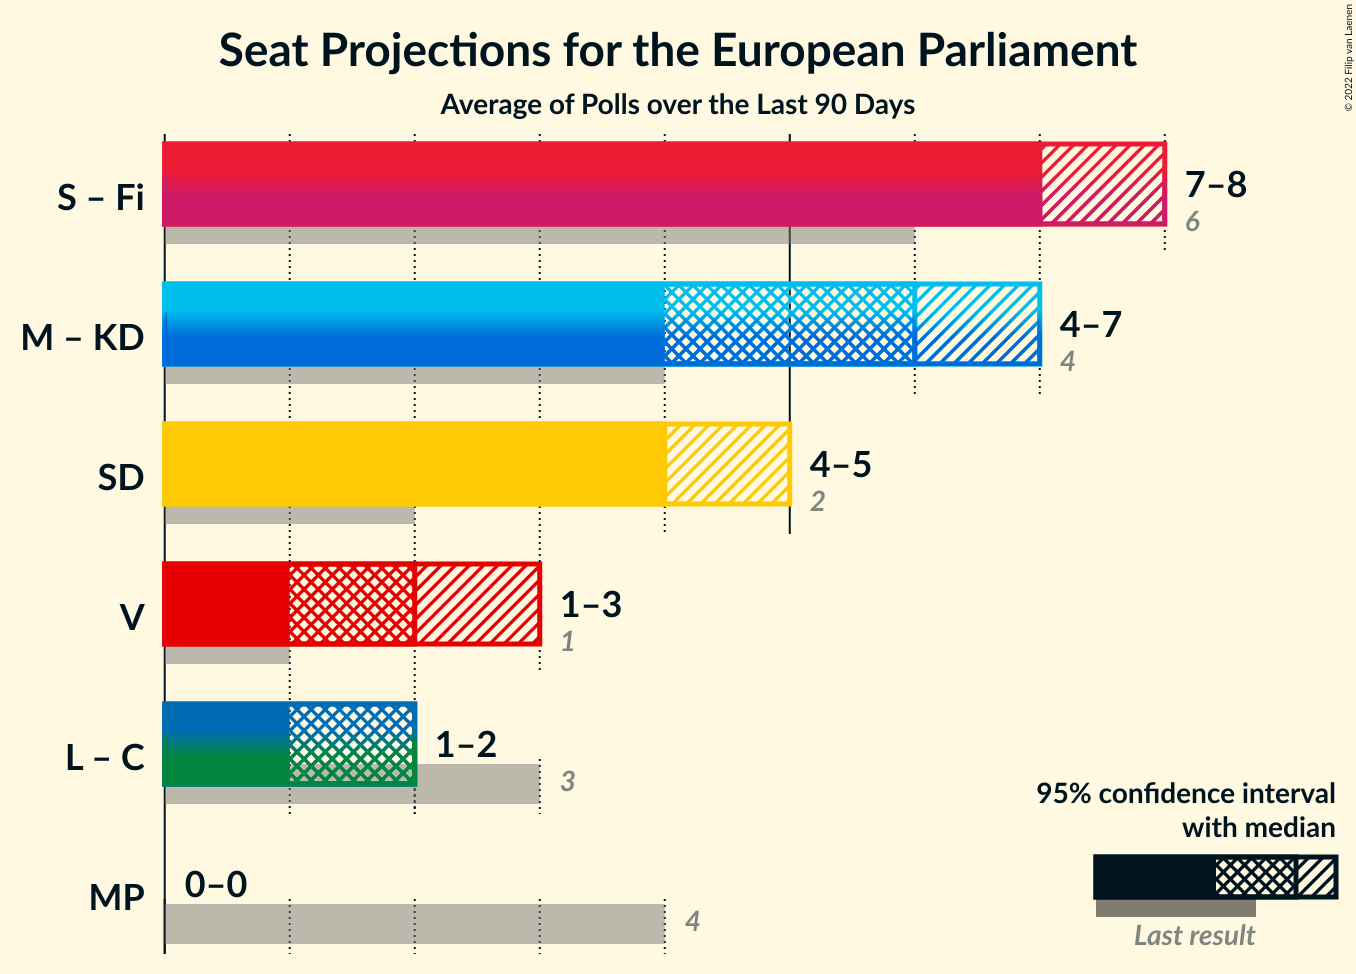 Seat Projections for the European Parliament
Average of Polls over the Last 90 Days
© 2022 Filip van Laenen
S – Fi
7–8
6
M – KD
4–7
4
SD
4–5
2
V
1–3
1
L – C
1–2
3
MP
0–0
4
95% confidence interval
with median
Last result